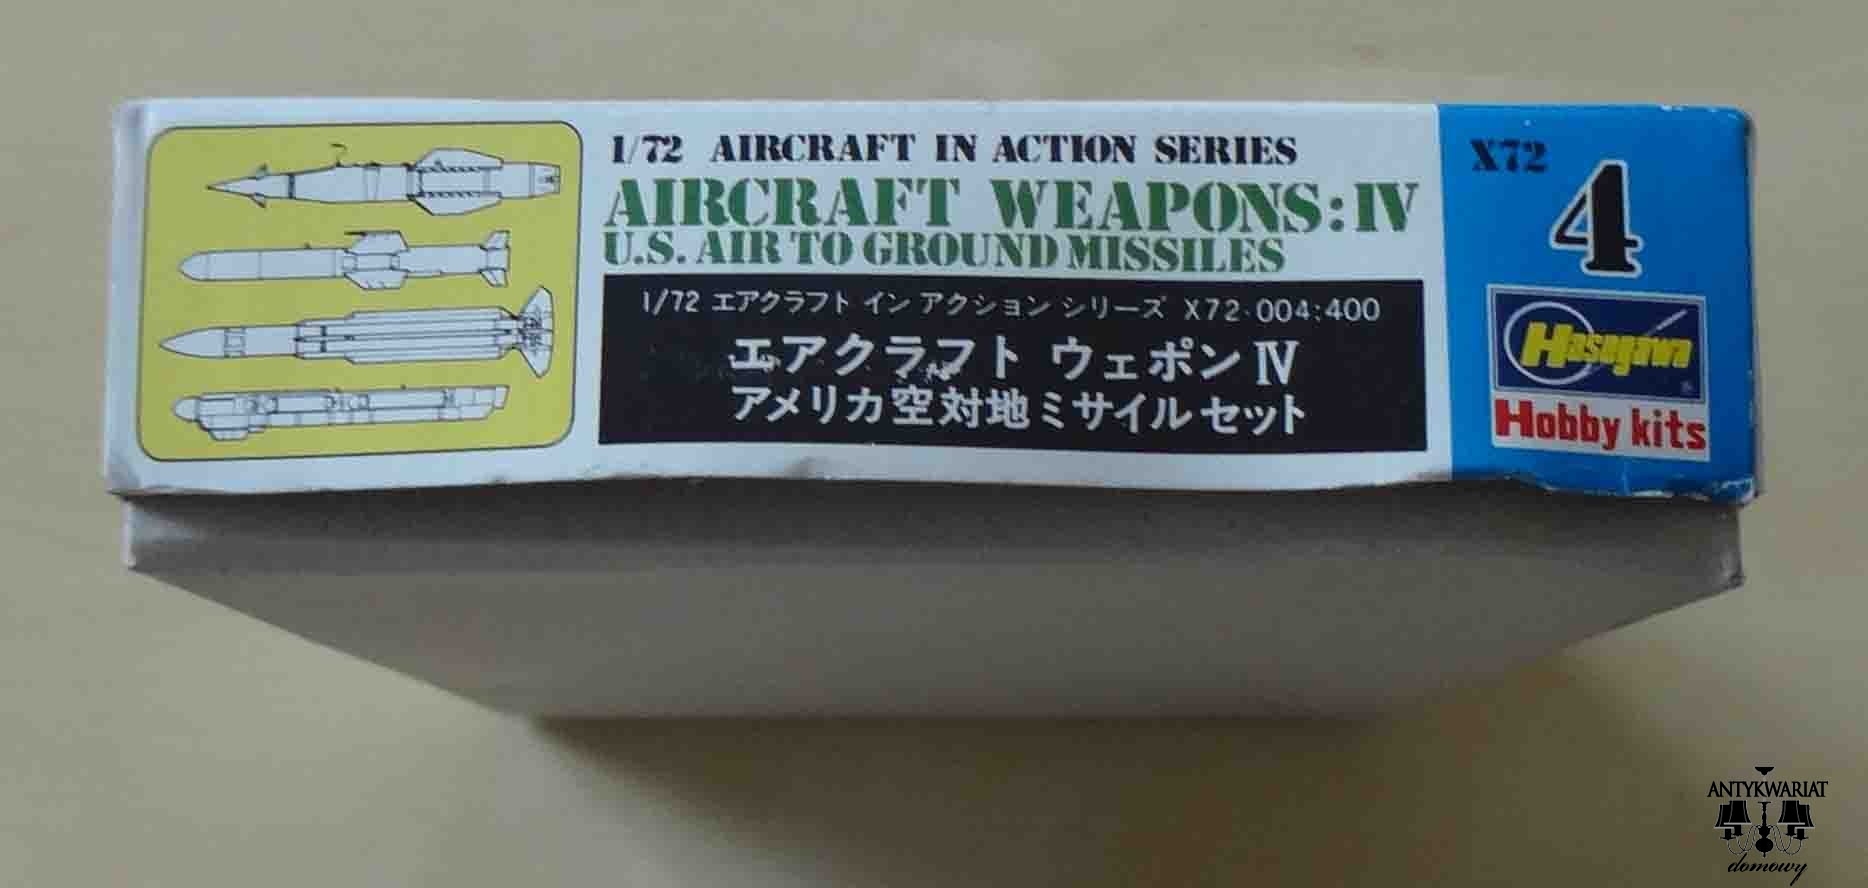 1/72 AIRCRAFT IN ACTION SERIES
AIRCRAFT WEAPONS:IV
U.S. AIR TO GROUND MISSILES
1/72 エアクラフト イン アクション シリーズ X72-004:400
エアクラフト ウェポンⅣ
アメリカ空対地ミサイルセット
X72
4
Hasegawa
Hobby kits
ANTYKWARIAT
domowy